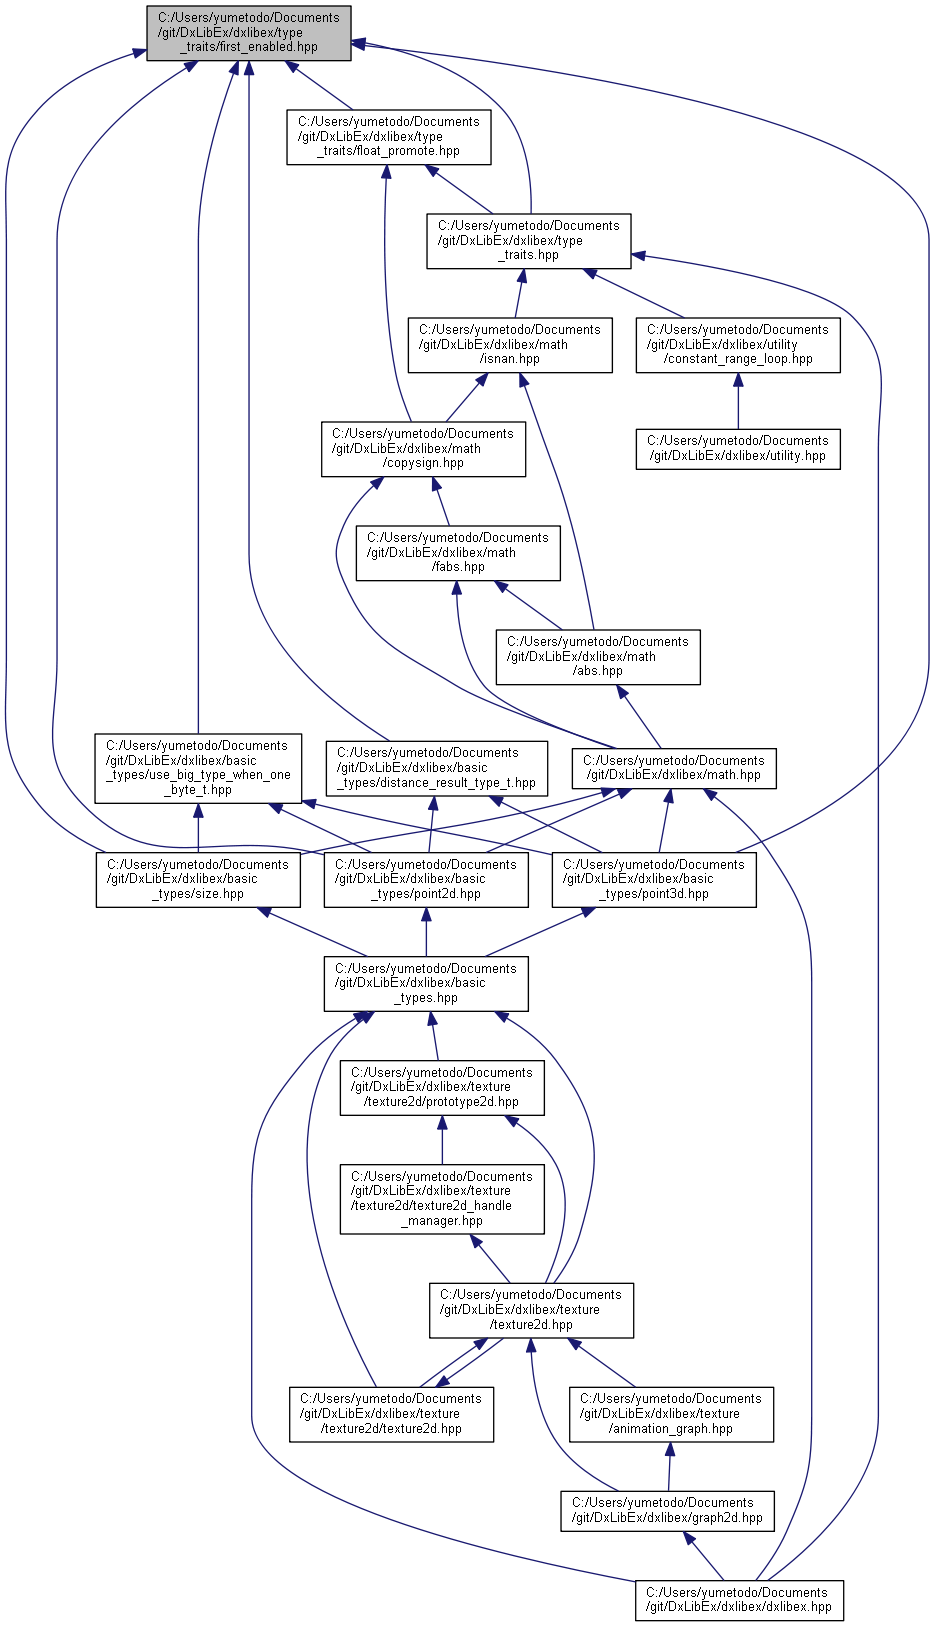 C:/Users/yumetodo/Documents
/git/DxLibEx/dxlibex/type
_traits/first_enabled.hpp
C:/Users/yumetodo/Documents
/git/DxLibEx/dxlibex/type
_traits/float_promote.hpp
C:/Users/yumetodo/Documents
/git/DxLibEx/dxlibex/type
_traits.hpp
C:/Users/yumetodo/Documents
/git/DxLibEx/dxlibex/math
/isnan.hpp
C:/Users/yumetodo/Documents
/git/DxLibEx/dxlibex/utility
/constant_range_loop.hpp
C:/Users/yumetodo/Documents
/git/DxLibEx/dxlibex/math
/copysign.hpp
C:/Users/yumetodo/Documents
/git/DxLibEx/dxlibex/utility.hpp
C:/Users/yumetodo/Documents
/git/DxLibEx/dxlibex/math
/fabs.hpp
C:/Users/yumetodo/Documents
/git/DxLibEx/dxlibex/math
/abs.hpp
C:/Users/yumetodo/Documents
/git/DxLibEx/dxlibex/basic
_types/use_big_type_when_one
_byte_t.hpp
C:/Users/yumetodo/Documents
/git/DxLibEx/dxlibex/basic
_types/distance_result_type_t.hpp
C:/Users/yumetodo/Documents
/git/DxLibEx/dxlibex/math.hpp
C:/Users/yumetodo/Documents
/git/DxLibEx/dxlibex/basic
_types/size.hpp
C:/Users/yumetodo/Documents
/git/DxLibEx/dxlibex/basic
_types/point2d.hpp
C:/Users/yumetodo/Documents
/git/DxLibEx/dxlibex/basic
_types/point3d.hpp
C:/Users/yumetodo/Documents
/git/DxLibEx/dxlibex/basic
_types.hpp
C:/Users/yumetodo/Documents
/git/DxLibEx/dxlibex/texture
/texture2d/prototype2d.hpp
C:/Users/yumetodo/Documents
/git/DxLibEx/dxlibex/texture
/texture2d/texture2d_handle
_manager.hpp
C:/Users/yumetodo/Documents
/git/DxLibEx/dxlibex/texture
/texture2d.hpp
C:/Users/yumetodo/Documents
/git/DxLibEx/dxlibex/texture
/texture2d/texture2d.hpp
C:/Users/yumetodo/Documents
/git/DxLibEx/dxlibex/texture
/animation_graph.hpp
C:/Users/yumetodo/Documents
/git/DxLibEx/dxlibex/graph2d.hpp
C:/Users/yumetodo/Documents
/git/DxLibEx/dxlibex/dxlibex.hpp